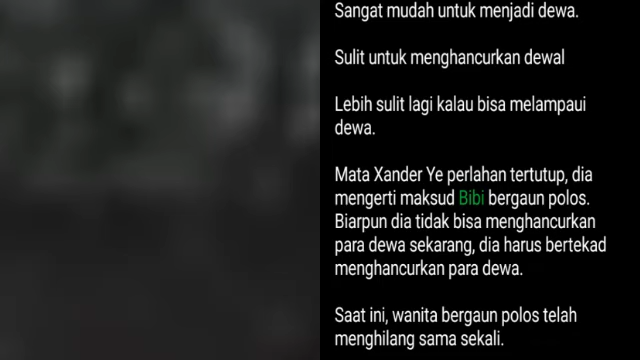 Sangat mudah untuk menjadi dewa.
Sulit untuk menghancurkan dewal
Lebih sulit lagi kalau bisa melampaui
dewa.
Mata Xander Ye perlahan tertutup, dia
mengerti maksud Bibi bergaun polos.
Biarpun dia tidak bisa menghancurkan
para dewa sekarang, dia harus bertekad
menghancurkan para dewa.
Saat ini, wanita bergaun polos telah
menghilang sama sekali.